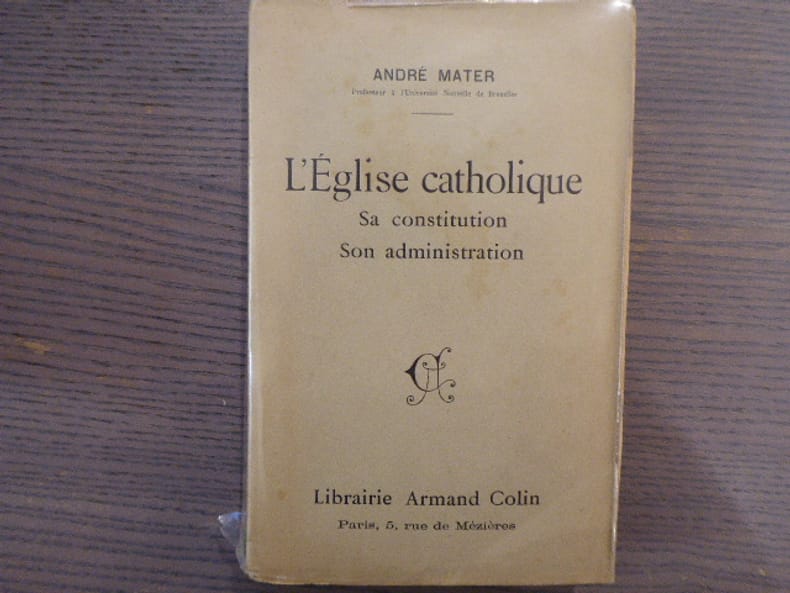 ANDRÉ MATER
Professeur à l'Université Nouvelle de Bruxelles
L'Église catholique
Sa constitution
Son administration
Librairie Armand Colin
Paris, 5, rue de Mézières